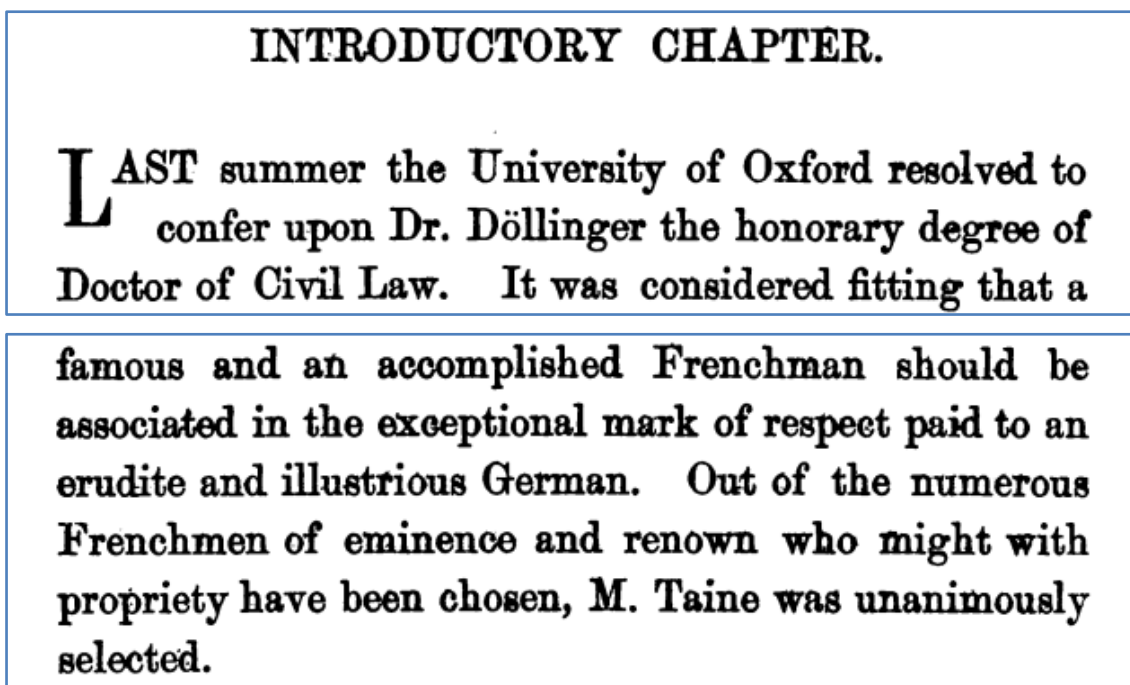 INTRODUCTORY CHAPTER.
LAST summer the University of Oxford resolved to
confer upon Dr. Döllinger the honorary degree of
Doctor of Civil Law. It was considered fitting that a
famous and an accomplished Frenchman should be
associated in the exceptional mark of respect paid to an
erudite and illustrious German. Out of the numerous
Frenchmen of eminence and renown who might with
propriety have been chosen, M. Taine was unanimously
selected.